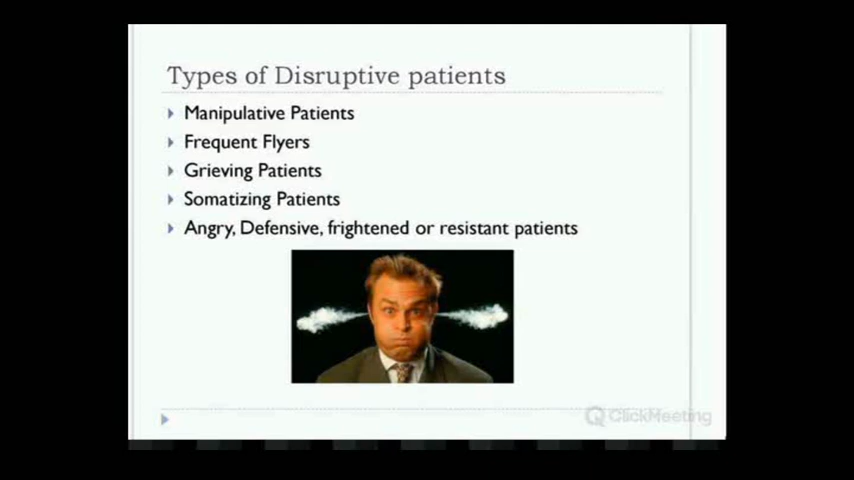 Types of Disruptive patients
Manipulative Patients
Frequent Flyers
Grieving Patients
Somatizing Patients
Angry, Defensive, frightened or resistant patients
ClickMeeting